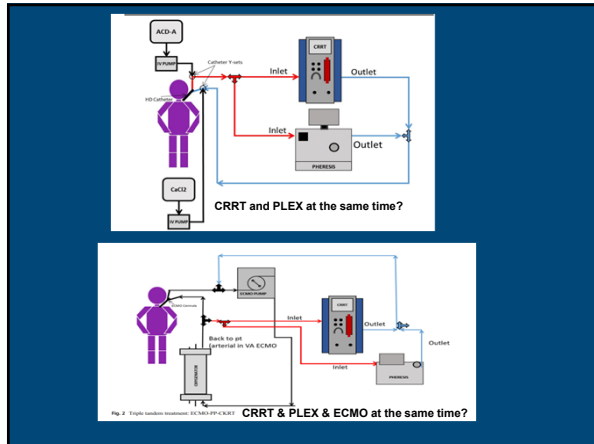 ACD-A
IV PUMP
Catheter Y-sets
HD Catheter
CRRT
Inlet
Outlet
Inlet
Outlet
PHERESIS
CaCl2
IV PUMP
CRRT and PLEX at the same time?
ECMO PUMP
ECMO Cannula
CRRT
Inlet
Outlet
Outlet
Back to pt
(arterial in VA ECMO
Inlet
PHERESIS
OXYGENATOR
Fig. 2 Triple tandem treatment: ECMO-PP-CKRT
CRRT & PLEX & ECMO at the same time?